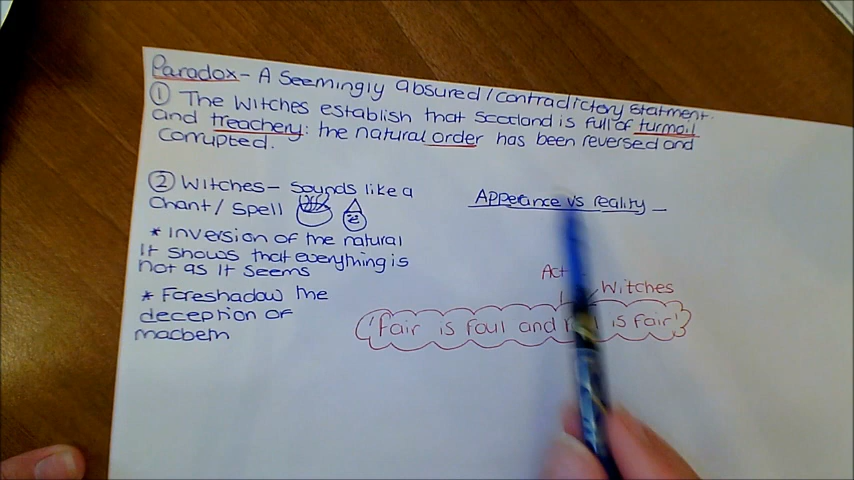 Paradox - A seemingly absured/contradictory statment.
① The witches establish that Scotland is full of turmoil
and treachery: the natural order has been reversed and
corrupted.
② Witches - sounds like a
chant/spell
* Inversion of the natural
It shows that everything is
not as it seems
* Foreshadow the
deception of
macbeth
Appearance vs reality
Act
Witches
'Fair is foul and is fair'